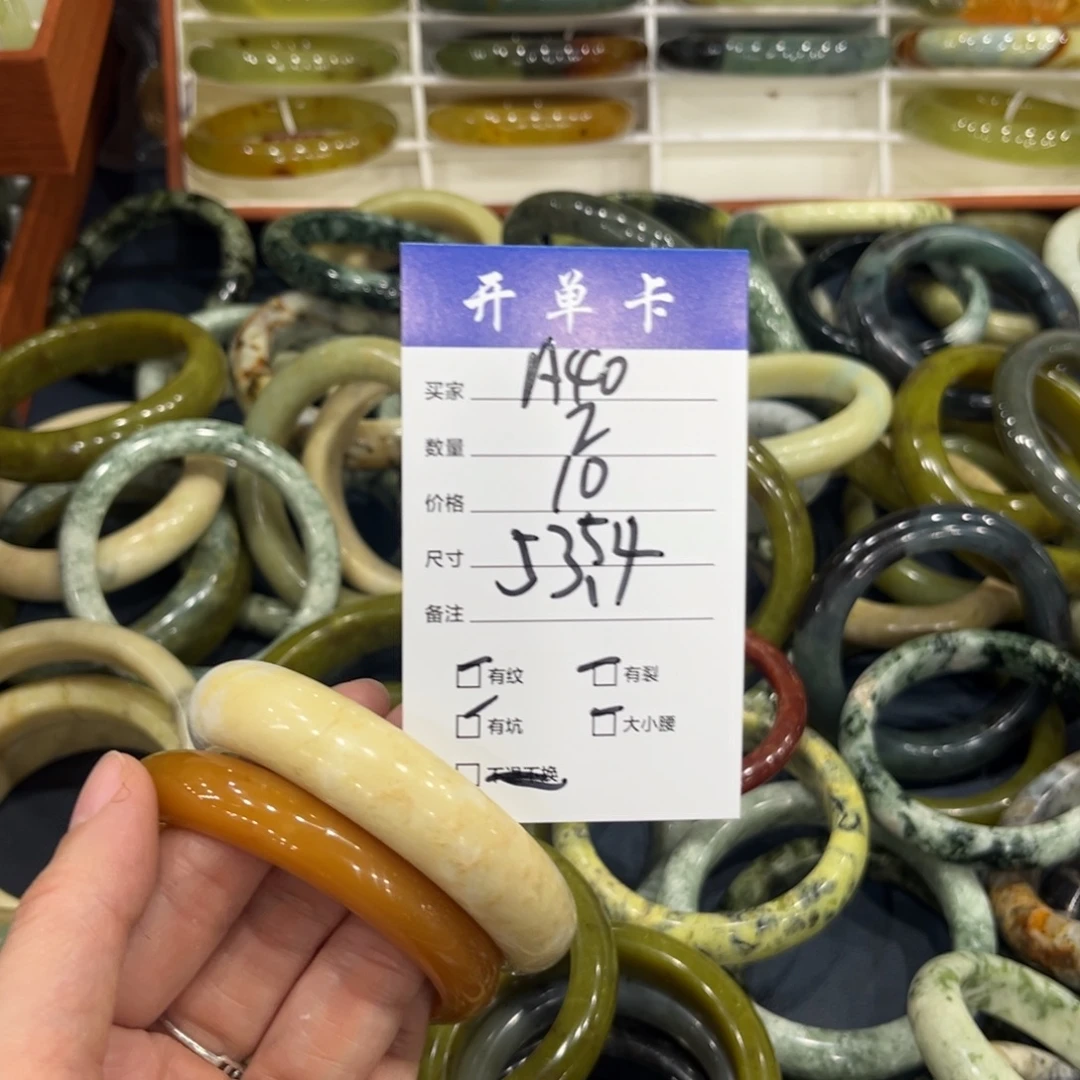 开单卡
买家 A40
数量 2
价格 10
尺寸 53,54
备注
有纹 有裂
有坑 大小腰